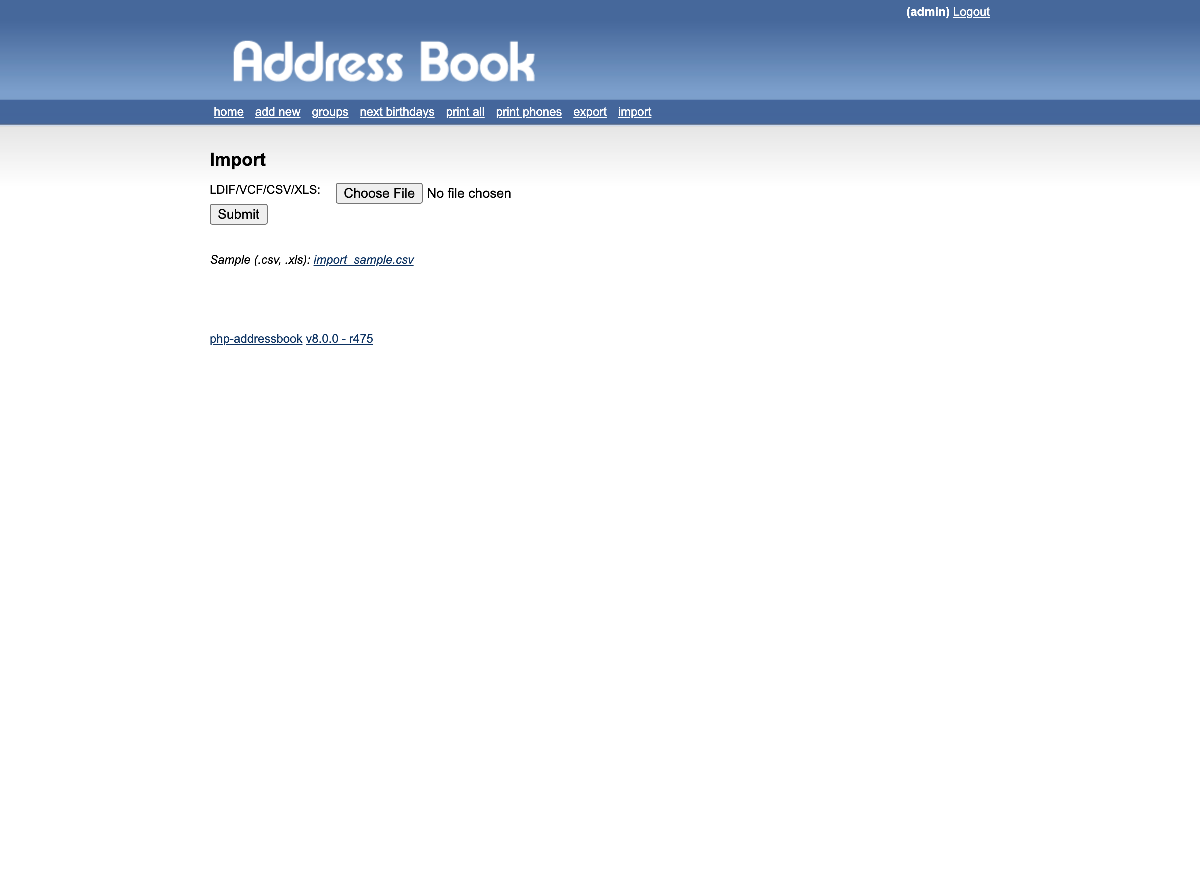 (admin) Logout
Address Book
home add new groups next birthdays print all print phones export import
Import
LDIF/VCF/CSV/XLS: Choose File No file chosen
Submit
Sample (.csv, .xls): import_sample.csv
php-addressbook v8.0.0 - r475